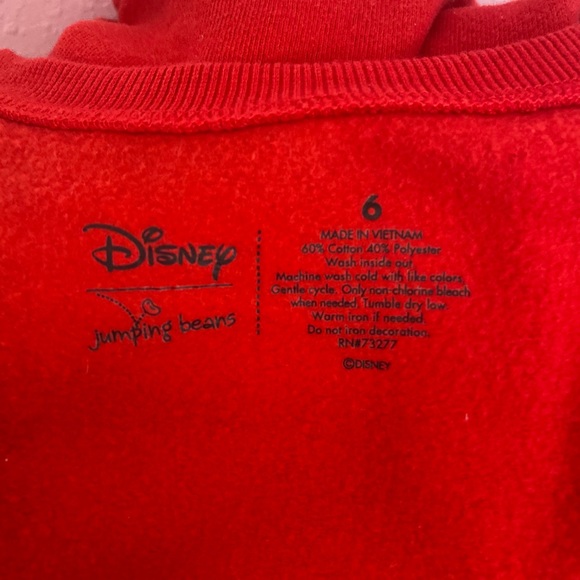 Disney
jumping beans
6
MADE IN VIETNAM
60% Cotton 40% Polyester
Wash inside out.
Machine wash cold with like colors.
Gentle cycle. Only non-chlorine bleach
when needed. Tumble dry low.
Warm iron if needed.
Do not iron decoration.
RN#73277
©DISNEY